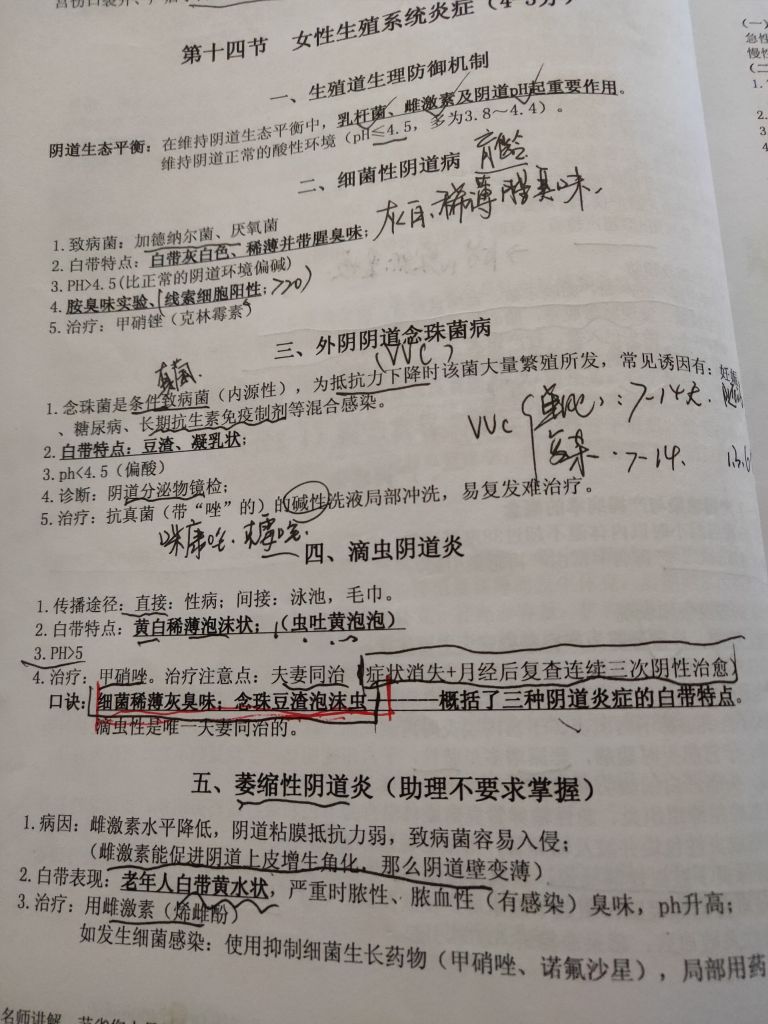 第十四节 女性生殖系统炎症(4-5分)
一、生殖道生理防御机制
阴道生态平衡:在维持阴道生态平衡中,乳杆菌、雌激素及阴道pH起重要作用。
维持阴道正常的酸性环境(pH≤4.5,多为3.8~4.4)。
二、细菌性阴道病
灰白、稀薄腥臭味.
1.致病菌:加德纳尔菌、厌氧菌
2.白带特点:白带灰白色、稀薄并带腥臭味;
3.PH>4.5(比正常的阴道环境偏碱)
4.胺臭味实验、(线索细胞阳性;>20)
5.治疗:甲硝锉(克林霉素)
三、外阴阴道念珠菌病
(VVC)
真菌.
1.念珠菌是条件致病菌(内源性),为抵抗力下降时该菌大量繁殖所发,常见诱因有:妊娠
、糖尿病、长期抗生素免疫制剂等混合感染。
VVC
:7-14天.
2.白带特点:豆渣、凝乳状;
7-14.
3.ph<4.5(偏酸)
4.诊断:阴道分泌物镜检;
5.治疗:抗真菌(带“唑”的)的碱性洗液局部冲洗,易复发难治疗。
咪康唑.
四、滴虫阴道炎
1.传播途径:直接:性病;间接:泳池,毛巾。
2.白带特点:黄白稀薄泡沫状;(虫吐黄泡泡)
3.PH>5
4.治疗:甲硝唑。治疗注意点:夫妻同治(症状消失+月经后复查连续三次阴性治愈)
口诀:细菌稀薄灰臭味;念珠豆渣泡沫虫——概括了三种阴道炎症的白带特点。
滴虫性是唯一夫妻同治的。
五、萎缩性阴道炎(助理不要求掌握)
1.病因:雌激素水平降低,阴道粘膜抵抗力弱,致病菌容易入侵;
(雌激素能促进阴道上皮增生角化,那么阴道壁变薄)
2.白带表现:老年人白带黄水状,严重时脓性、脓血性(有感染)臭味,ph升高;
3.治疗:用雌激素(烯雌酚)
如发生细菌感染:使用抑制细菌生长药物(甲硝唑、诺氟沙星),局部用药
名师讲解